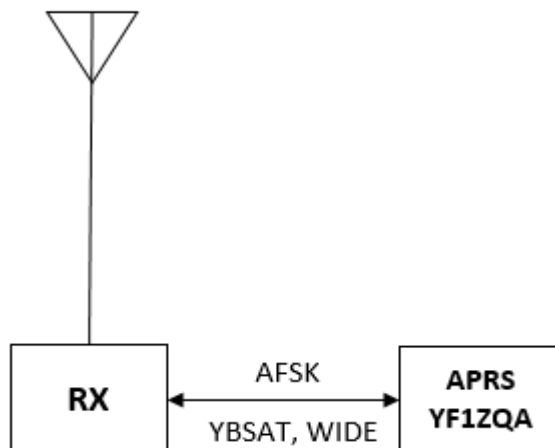 RX
AFSK
YBSAT, WIDE
APRS
YF1ZQA